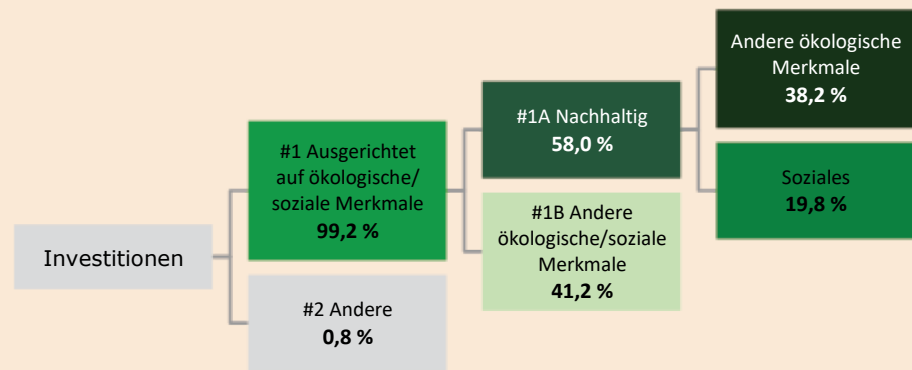 Investitionen
#1 Ausgerichtet
auf ökologische/
soziale Merkmale
99,2 %
#2 Andere
0,8 %
#1A Nachhaltig
58,0 %
#1B Andere
ökologische/soziale
Merkmale
41,2 %
Andere ökologische
Merkmale
38,2 %
Soziales
19,8 %